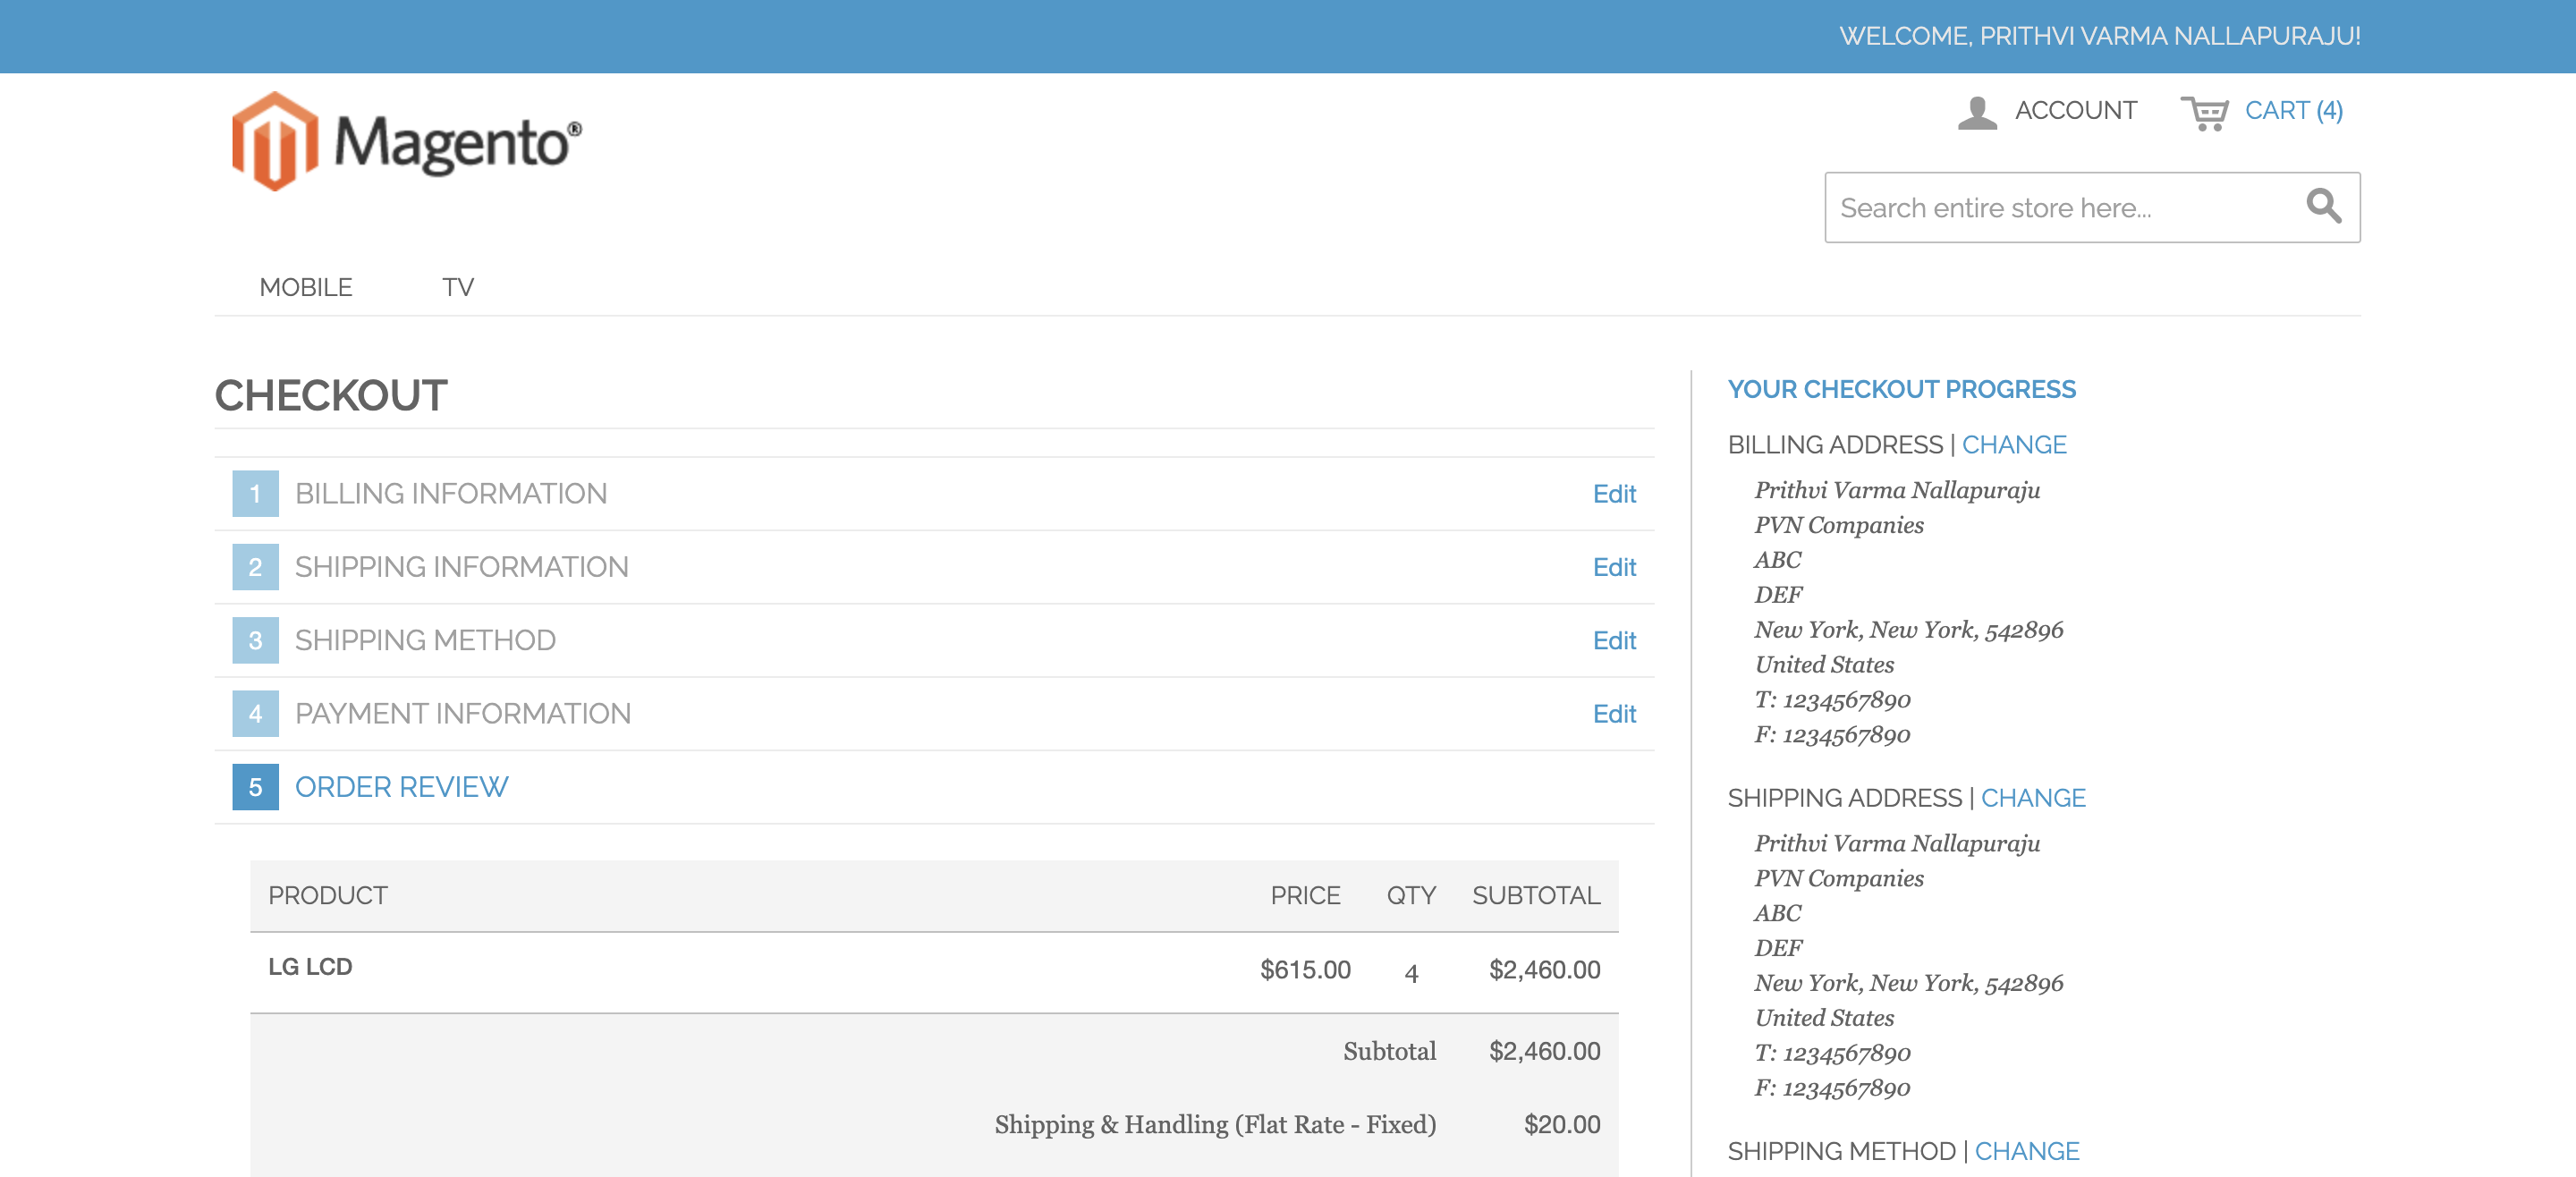 WELCOME, PRITHVI VARMA NALLAPURAJU!
Magento®
ACCOUNT CART (4)
Search entire store here...
MOBILE TV
CHECKOUT
1 BILLING INFORMATION Edit
2 SHIPPING INFORMATION Edit
3 SHIPPING METHOD Edit
4 PAYMENT INFORMATION Edit
5 ORDER REVIEW
PRODUCT PRICE QTY SUBTOTAL
LG LCD $615.00 4 $2,460.00
Subtotal $2,460.00
Shipping & Handling (Flat Rate - Fixed) $20.00
YOUR CHECKOUT PROGRESS
BILLING ADDRESS | CHANGE
Prithvi Varma Nallapuraju
PVN Companies
ABC
DEF
New York, New York, 542896
United States
T: 1234567890
F: 1234567890
SHIPPING ADDRESS | CHANGE
Prithvi Varma Nallapuraju
PVN Companies
ABC
DEF
New York, New York, 542896
United States
T: 1234567890
F: 1234567890
SHIPPING METHOD | CHANGE